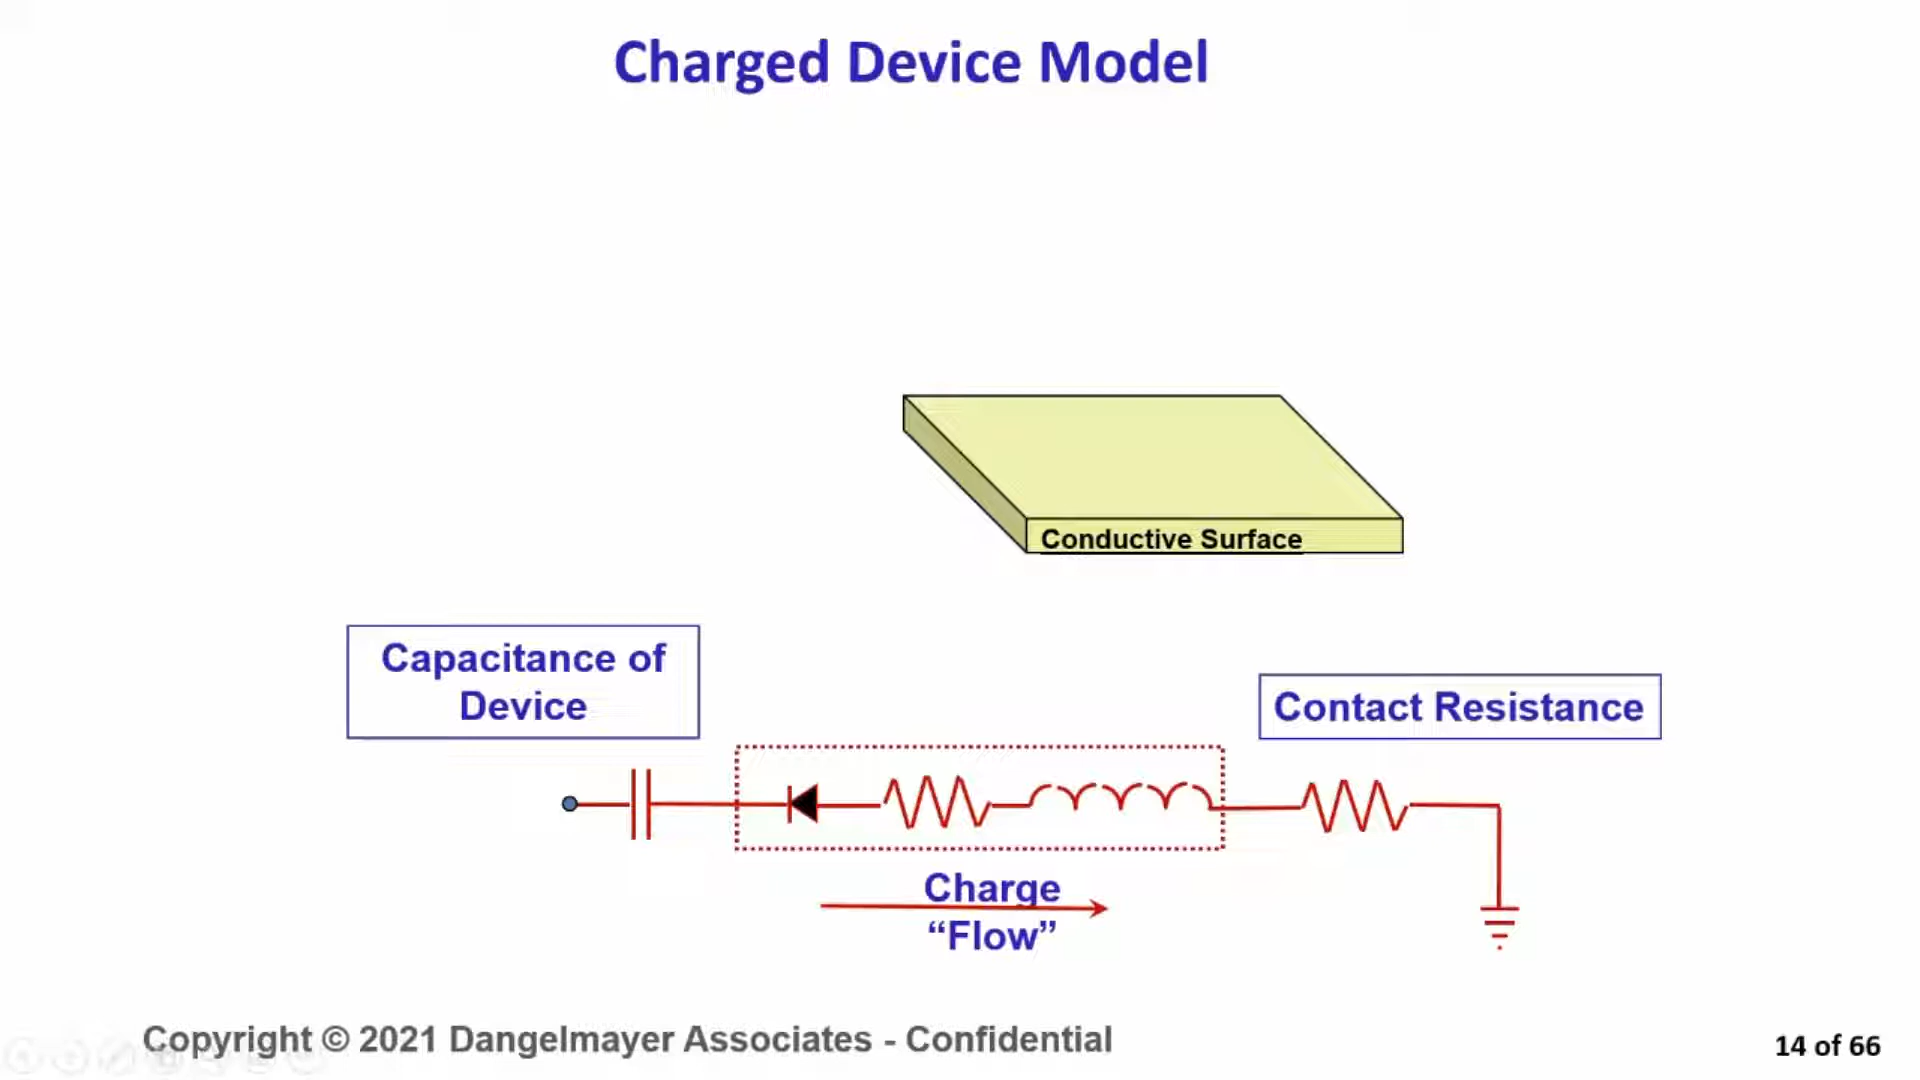 Charged Device Model
Conductive Surface
Capacitance of
Device
Contact Resistance
Charge
“Flow”
Copyright © 2021 Dangelmayer Associates - Confidential
14 of 66